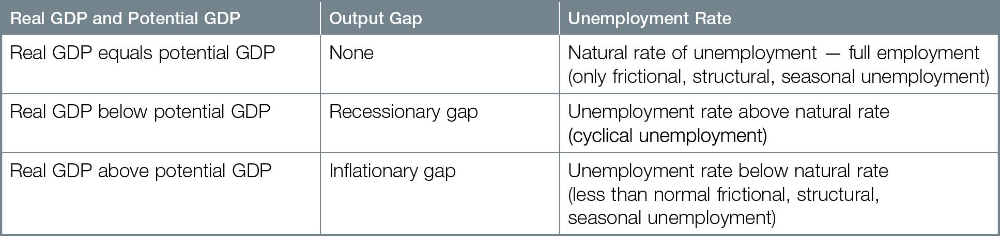 Real GDP and Potential GDP
Output Gap
Unemployment Rate
Real GDP equals potential GDP
None
Natural rate of unemployment — full employment
(only frictional, structural, seasonal unemployment)
Real GDP below potential GDP
Recessionary gap
Unemployment rate above natural rate
(cyclical unemployment)
Real GDP above potential GDP
Inflationary gap
Unemployment rate below natural rate
(less than normal frictional, structural,
seasonal unemployment)